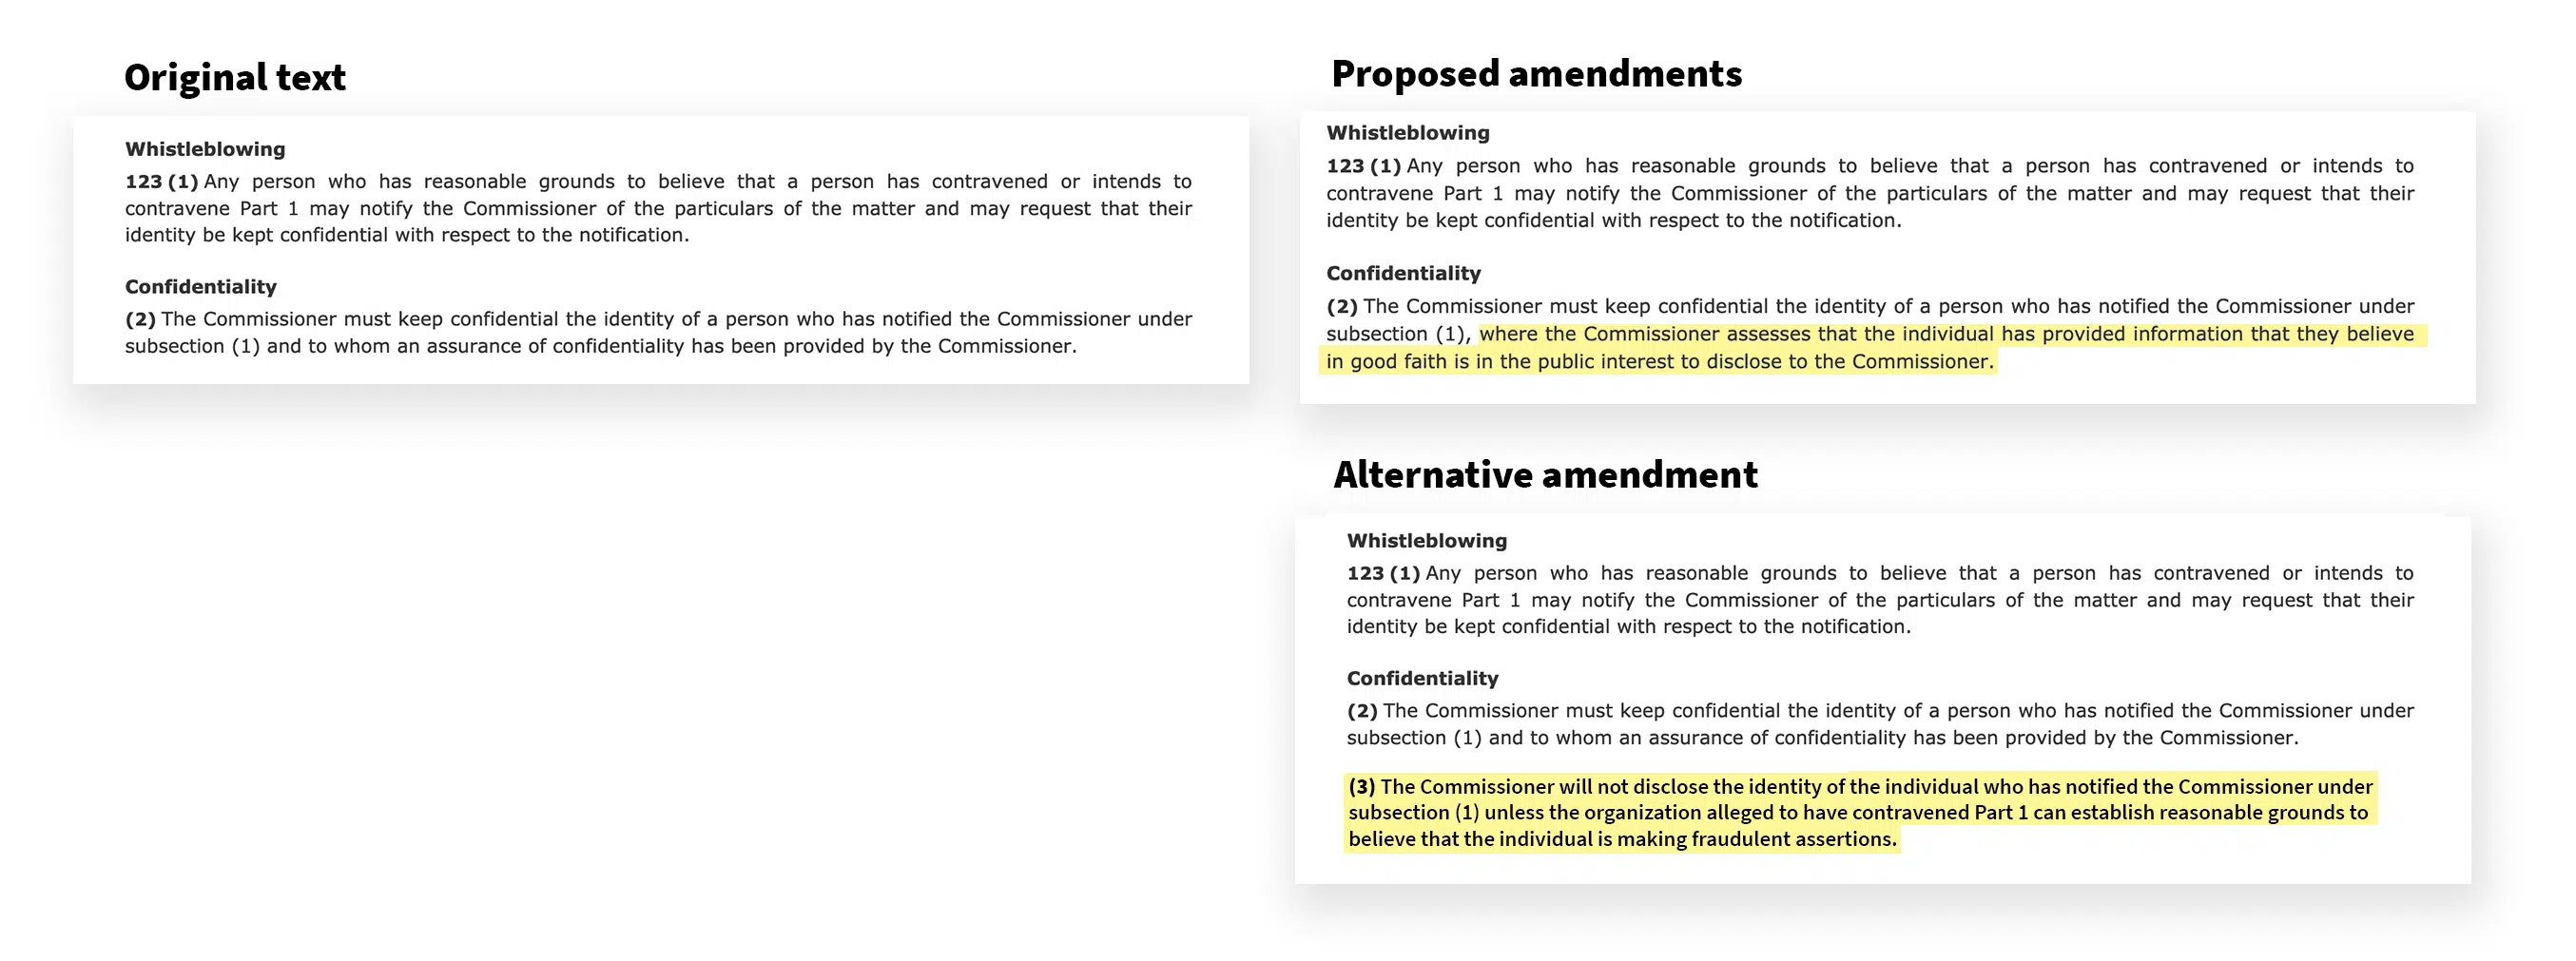 Original text
Whistleblowing
123 (1) Any person who has reasonable grounds to believe that a person has contravened or intends to
contravene Part 1 may notify the Commissioner of the particulars of the matter and may request that their
identity be kept confidential with respect to the notification.
Confidentiality
(2) The Commissioner must keep confidential the identity of a person who has notified the Commissioner under
subsection (1) and to whom an assurance of confidentiality has been provided by the Commissioner.
Proposed amendments
Whistleblowing
123 (1) Any person who has reasonable grounds to believe that a person has contravened or intends to
contravene Part 1 may notify the Commissioner of the particulars of the matter and may request that their
identity be kept confidential with respect to the notification.
Confidentiality
(2) The Commissioner must keep confidential the identity of a person who has notified the Commissioner under
subsection (1), where the Commissioner assesses that the individual has provided information that they believe
in good faith is in the public interest to disclose to the Commissioner.
Alternative amendment
Whistleblowing
123 (1) Any person who has reasonable grounds to believe that a person has contravened or intends to
contravene Part 1 may notify the Commissioner of the particulars of the matter and may request that their
identity be kept confidential with respect to the notification.
Confidentiality
(2) The Commissioner must keep confidential the identity of a person who has notified the Commissioner under
subsection (1) and to whom an assurance of confidentiality has been provided by the Commissioner.
(3) The Commissioner will not disclose the identity of the individual who has notified the Commissioner under
subsection (1) unless the organization alleged to have contravened Part 1 can establish reasonable grounds to
believe that the individual is making fraudulent assertions.